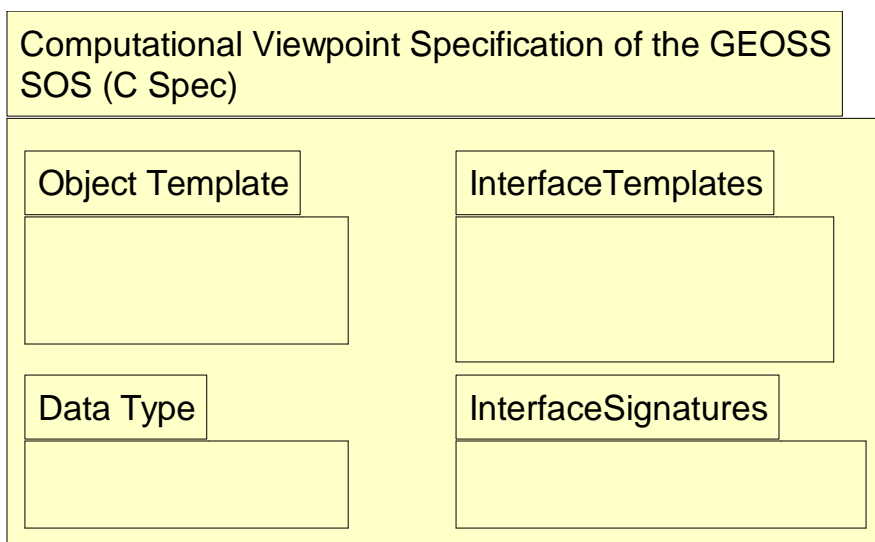 Computational Viewpoint Specification of the GEOSS
SOS (C Spec)
Object Template
InterfaceTemplates
Data Type
InterfaceSignatures